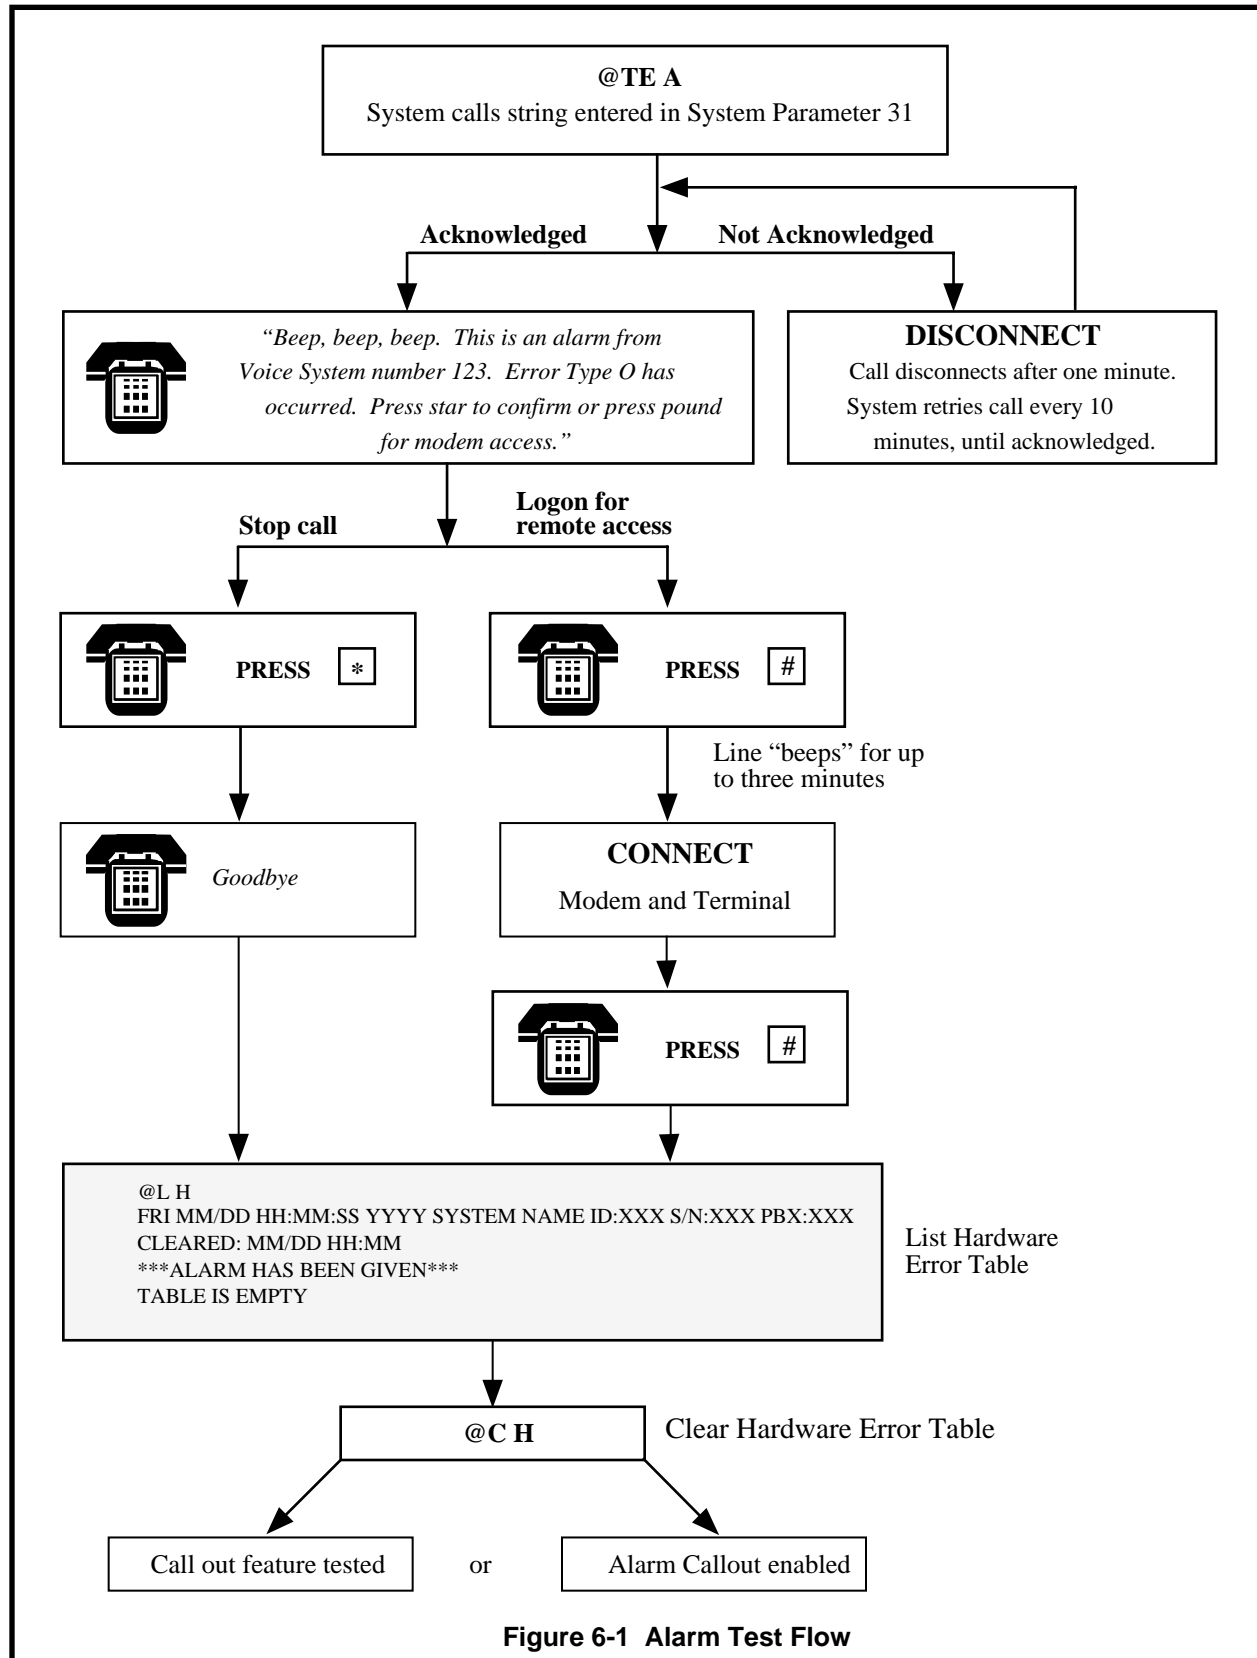 @TE A
System calls string entered in System Parameter 31
Acknowledged
Not Acknowledged
“Beep, beep, beep. This is an alarm from
Voice System number 123. Error Type O has
occurred. Press star to confirm or press pound
for modem access.”
DISCONNECT
Call disconnects after one minute.
System retries call every 10
minutes, until acknowledged.
Stop call
Logon for
remote access
PRESS *
PRESS #
Line “beeps” for up
to three minutes
Goodbye
CONNECT
Modem and Terminal
PRESS #
@L H
FRI MM/DD HH:MM:SS YYYY SYSTEM NAME ID:XXX S/N:XXX PBX:XXX
CLEARED: MM/DD HH:MM
***ALARM HAS BEEN GIVEN***
TABLE IS EMPTY
List Hardware
Error Table
@C H
Clear Hardware Error Table
Call out feature tested
or
Alarm Callout enabled
Figure 6-1 Alarm Test Flow